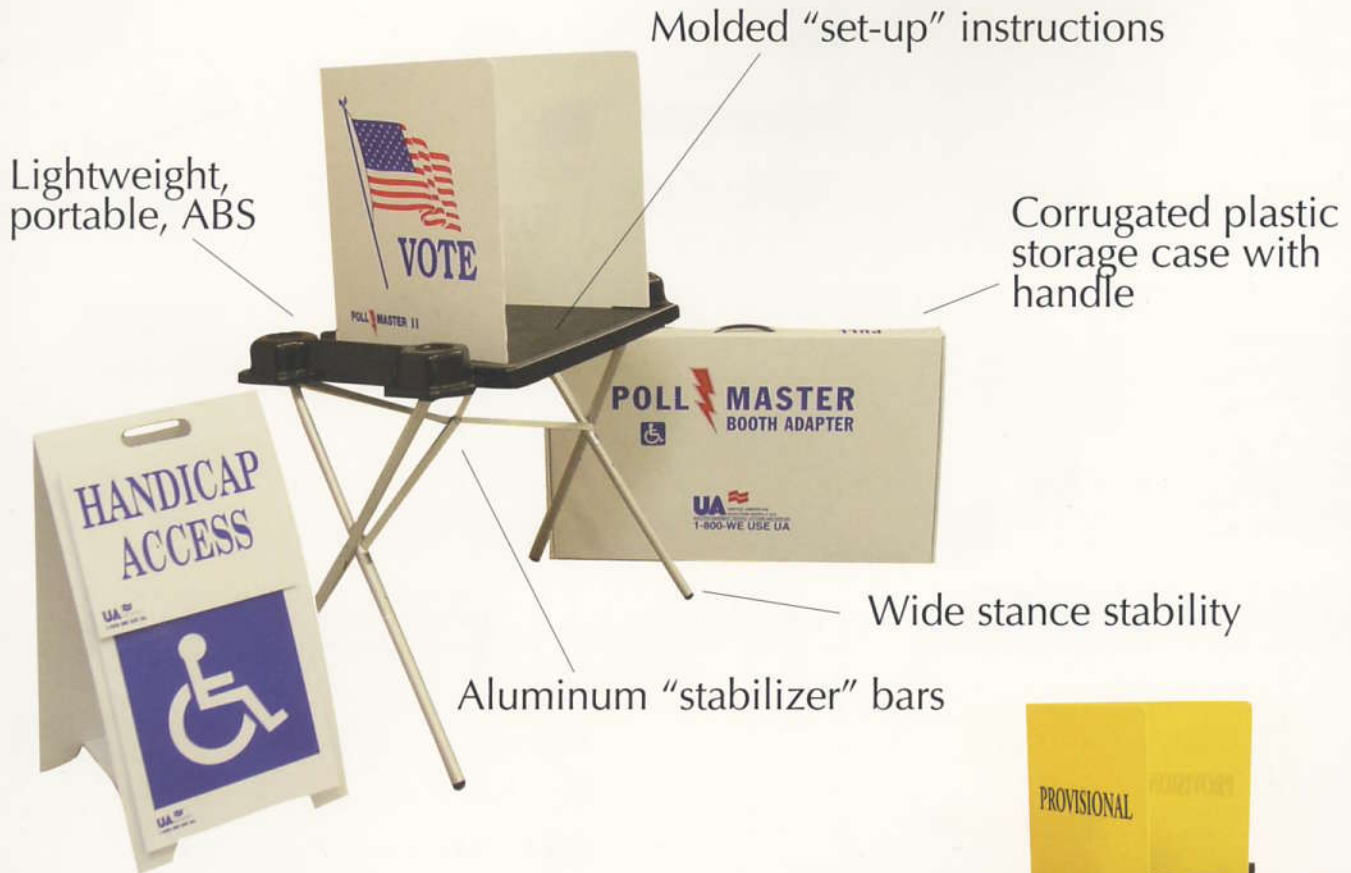 Molded “set-up” instructions
Lightweight,
portable, ABS
Corrugated plastic
storage case with
handle
VOTE
POLL MASTER II
POLL MASTER
BOOTH ADAPTER
UA
1-800-WE USE UA
HANDICAP
ACCESS
UA
UA
Wide stance stability
Aluminum “stabilizer” bars
PROVISIONAL